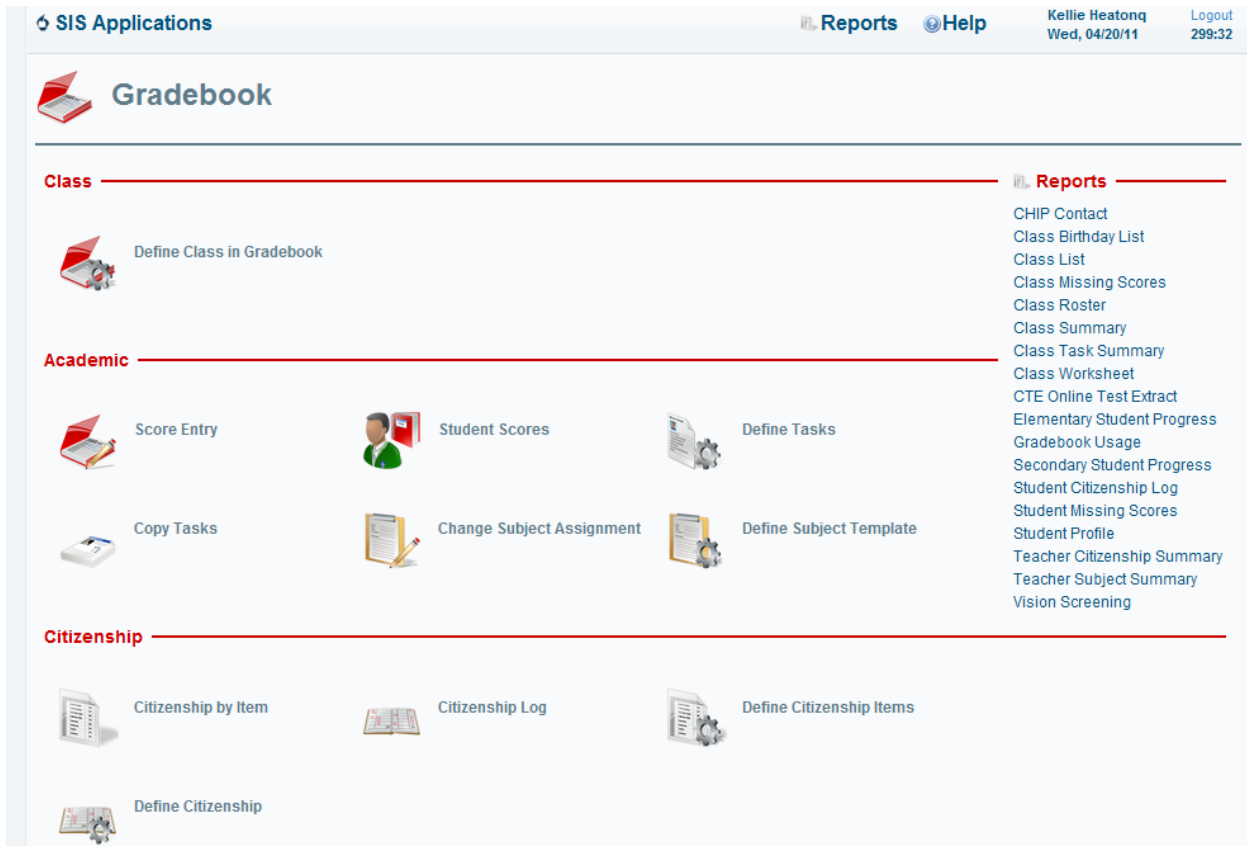 SIS Applications
Reports
Help
Kellie Heatonq
Wed, 04/20/11
Logout
299:32
Gradebook
Class
Define Class in Gradebook
Academic
Score Entry
Student Scores
Define Tasks
Copy Tasks
Change Subject Assignment
Define Subject Template
Citizenship
Citizenship by Item
Citizenship Log
Define Citizenship Items
Define Citizenship
Reports
CHIP Contact
Class Birthday List
Class List
Class Missing Scores
Class Roster
Class Summary
Class Task Summary
Class Worksheet
CTE Online Test Extract
Elementary Student Progress
Gradebook Usage
Secondary Student Progress
Student Citizenship Log
Student Missing Scores
Student Profile
Teacher Citizenship Summary
Teacher Subject Summary
Vision Screening